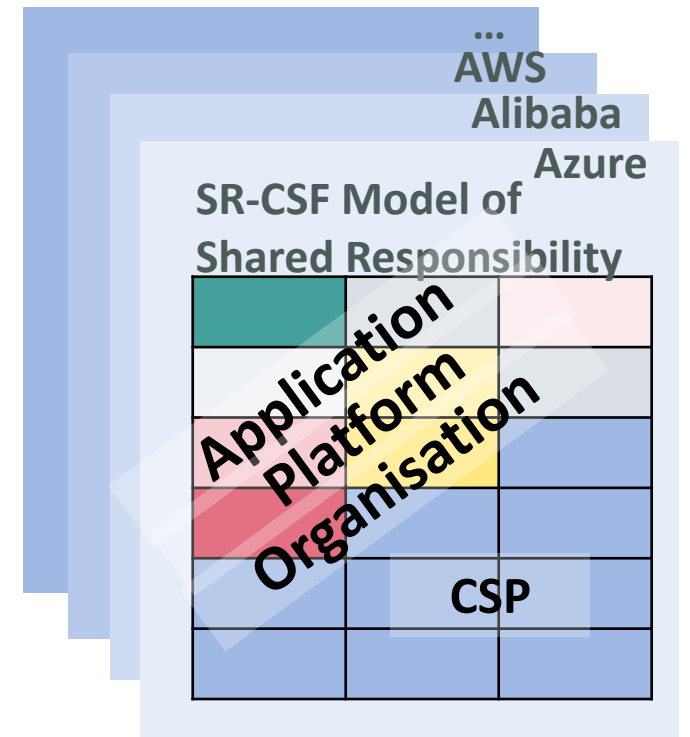 ...
AWS
Alibaba
Azure
SR-CSF Model of
Shared Responsibility
Application
Platform
Organisation
CSP